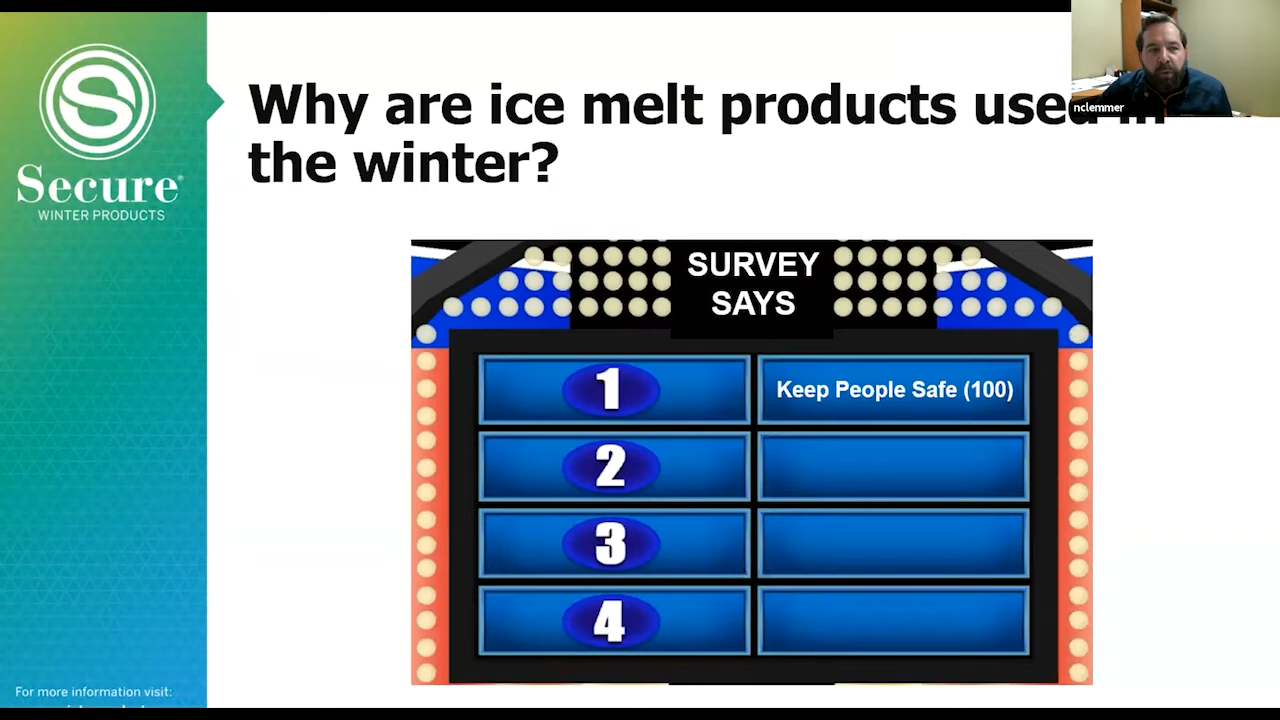 Why are ice melt products used in
the winter?
nclemmer
Secure®
WINTER PRODUCTS
SURVEY
SAYS
1
Keep People Safe (100)
2
3
4
For more information visit: